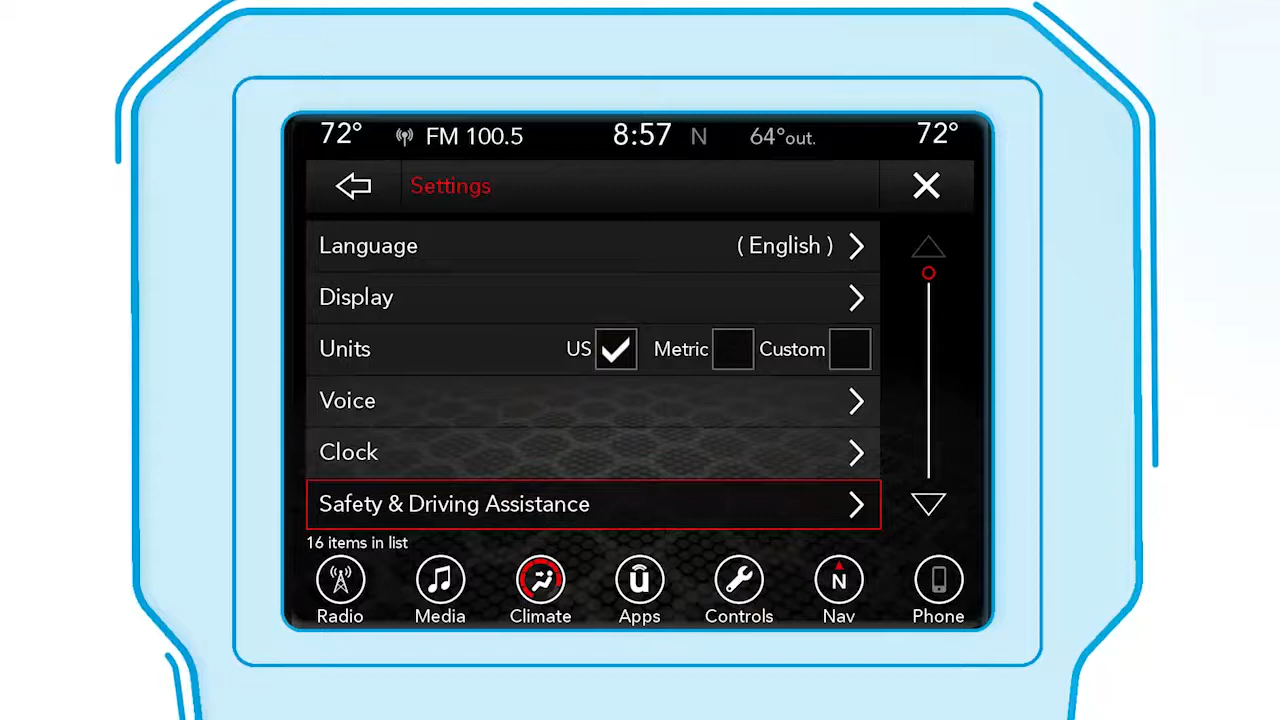 72° FM 100.5 8:57 N 64°out. 72°
Settings
Language ( English )
Display
Units US Metric Custom
Voice
Clock
Safety & Driving Assistance
16 items in list
u N
Radio Media Climate Apps Controls Nav Phone